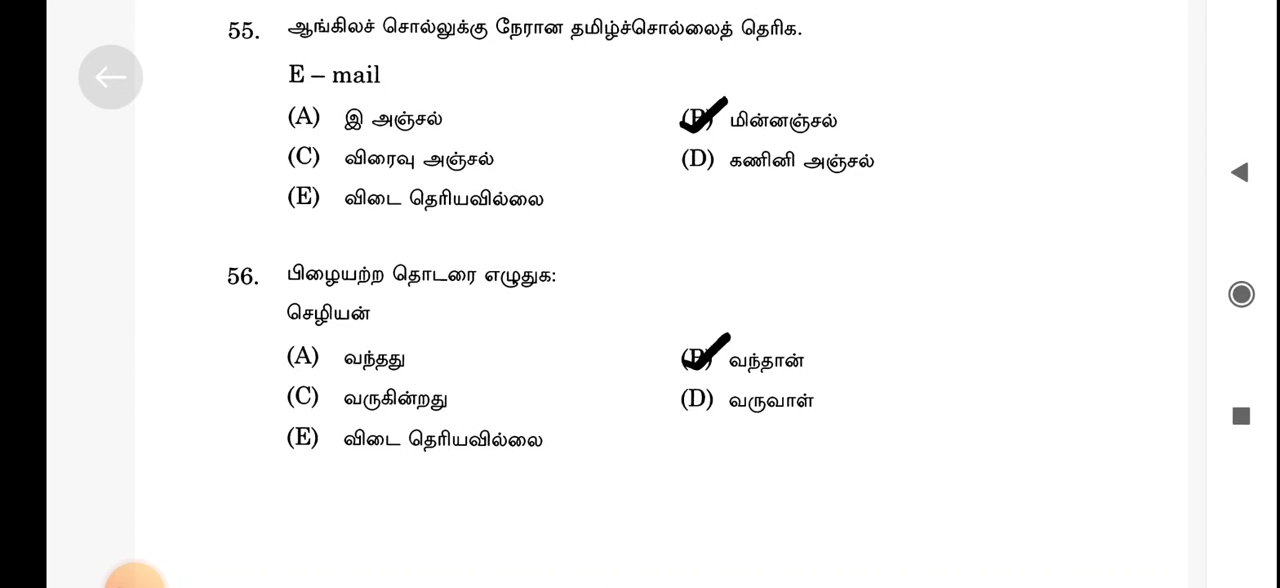 55. ஆங்கிலச் சொல்லுக்கு நேரான தமிழ்ச்சொல்லைத் தெரிக.
E – mail
(A) இ அஞ்சல் (B) மின்னஞ்சல்
(C) விரைவு அஞ்சல் (D) கணினி அஞ்சல்
(E) விடை தெரியவில்லை
56. பிழையற்ற தொடரை எழுதுக:
செழியன்
(A) வந்தது (B) வந்தான்
(C) வருகின்றது (D) வருவாள்
(E) விடை தெரியவில்லை